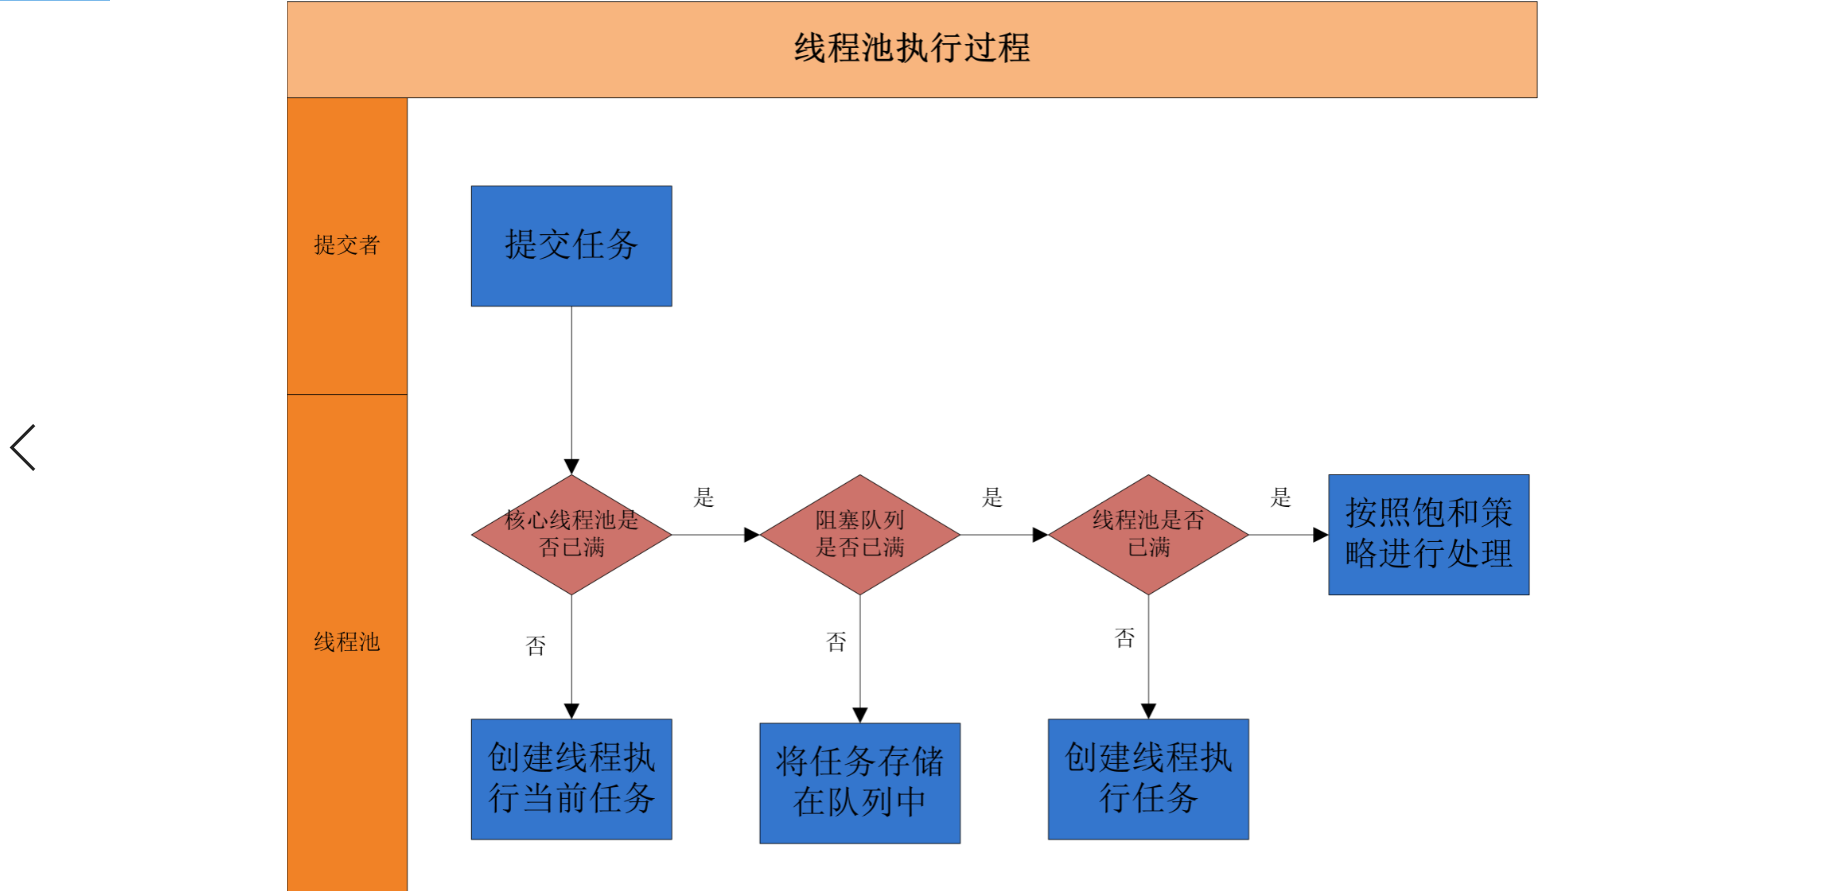 线程池执行过程
提交者
提交任务
核心线程池是
否已满
是
阻塞队列
是否已满
是
线程池是否
已满
是
按照饱和策
略进行处理
线程池
否
否
否
创建线程执
行当前任务
将任务存储
在队列中
创建线程执
行任务